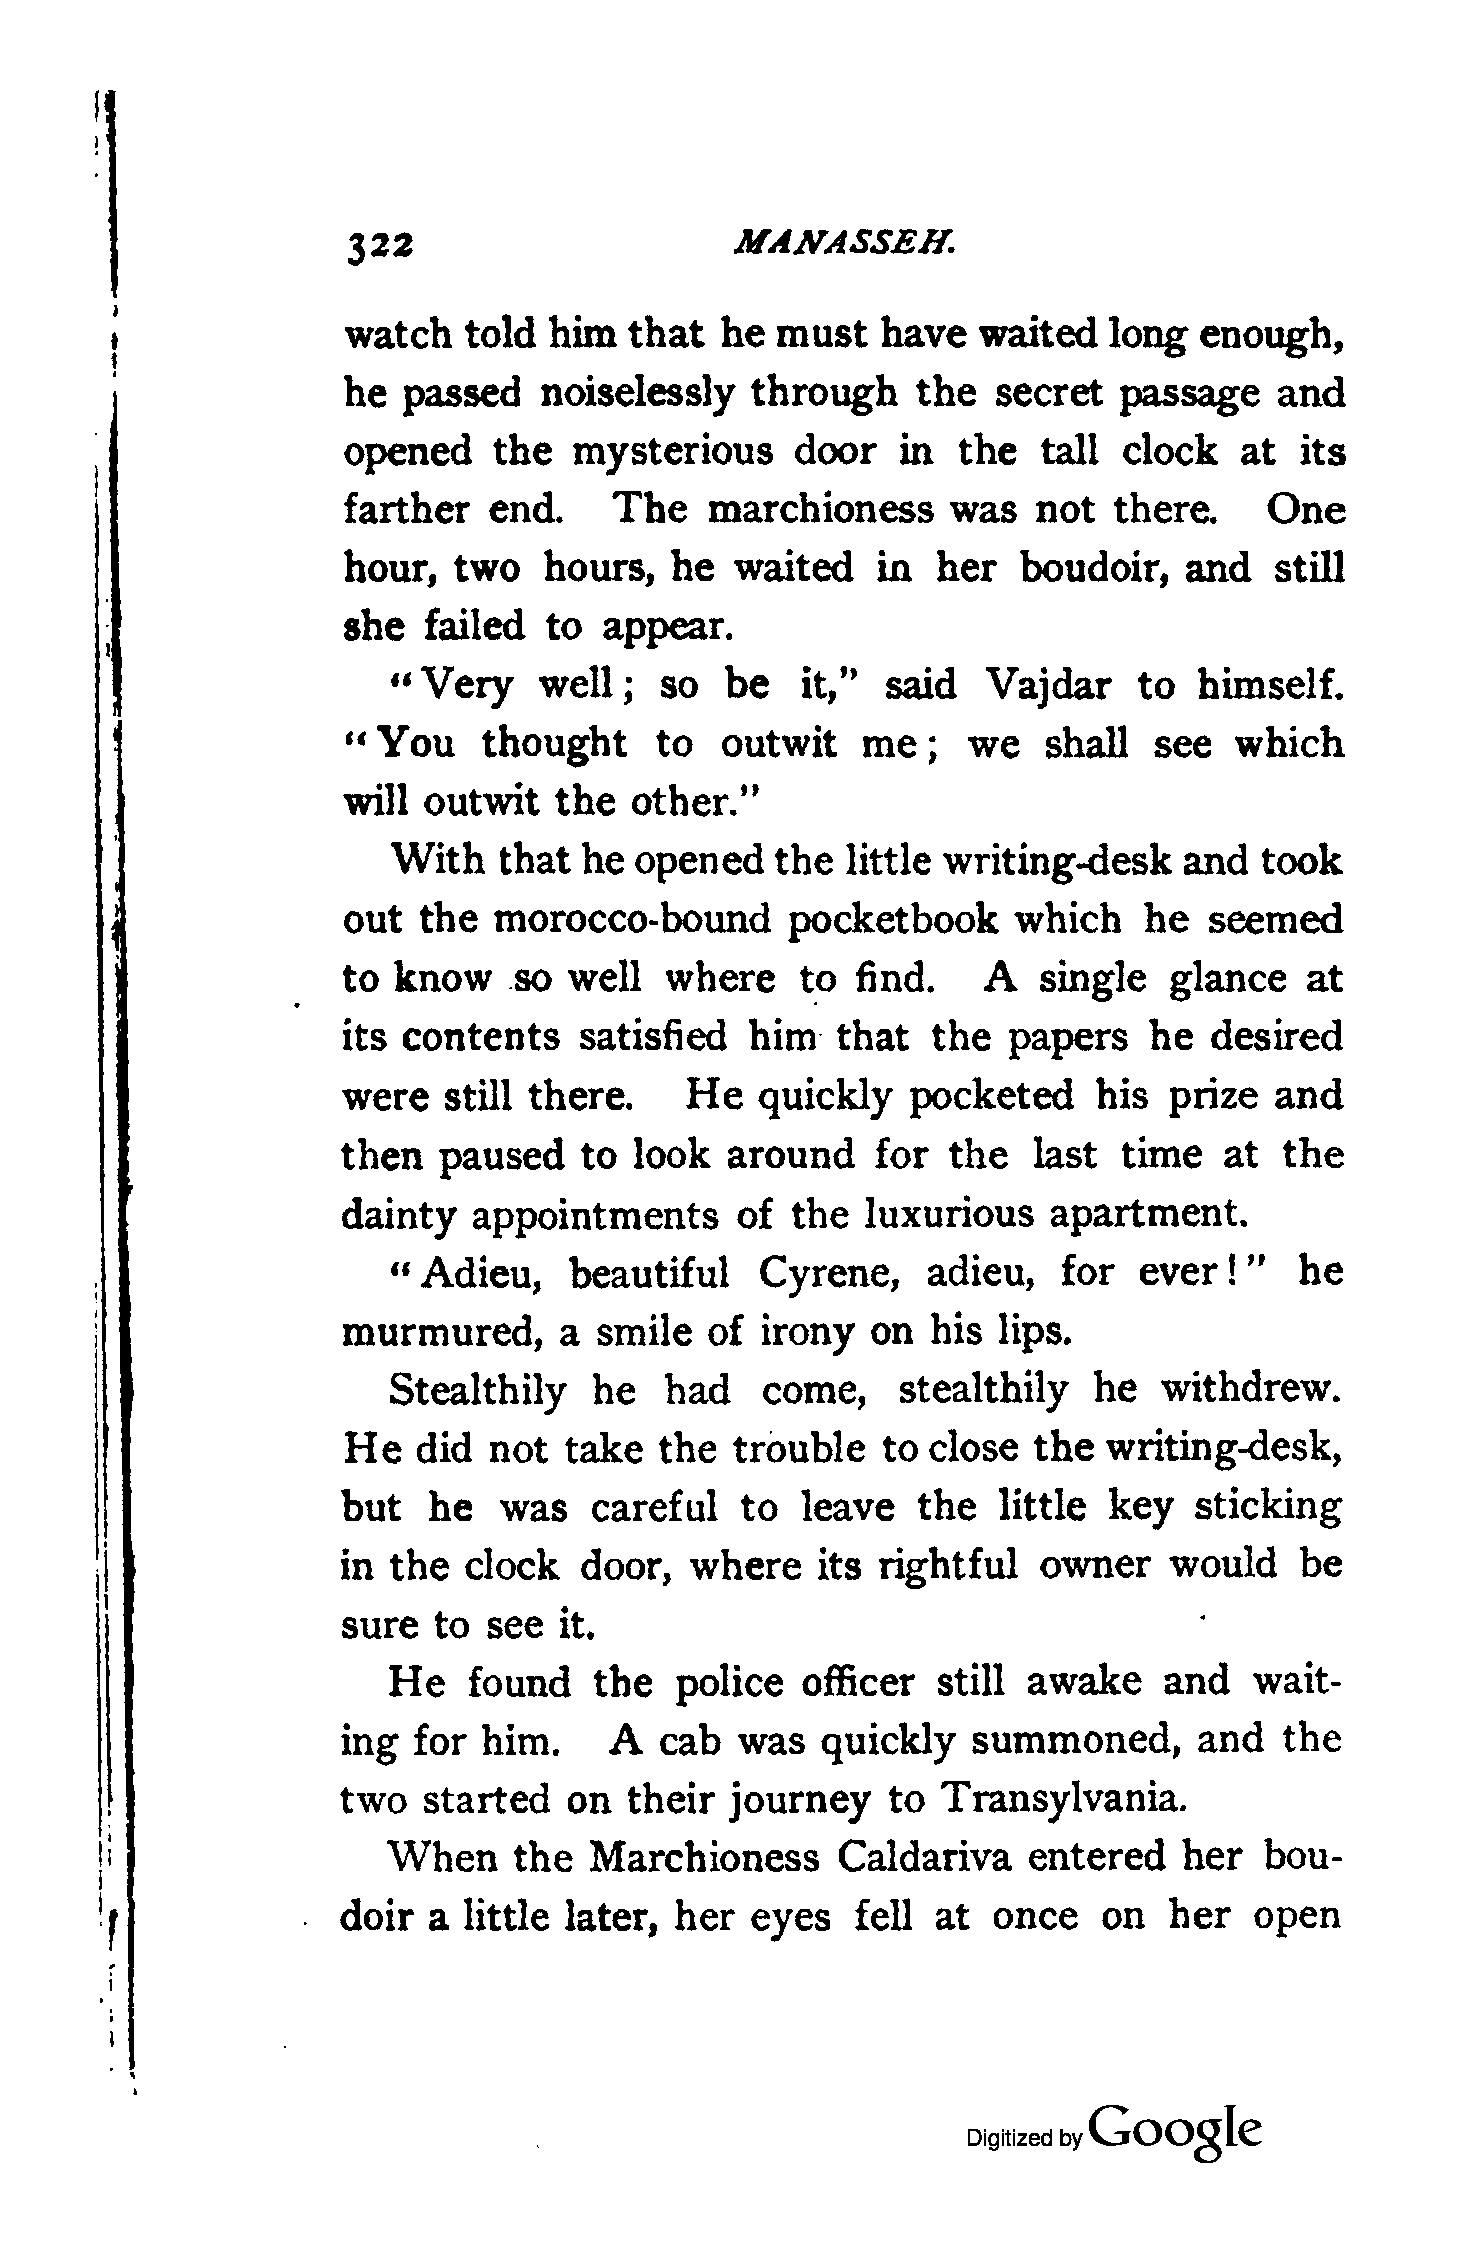 322 MANASSEH.
watch told him that he must have waited long enough,
he passed noiselessly through the secret passage and
opened the mysterious door in the tall clock at its
farther end. The marchioness was not there. One
hour, two hours, he waited in her boudoir, and still
she failed to appear.
"Very well; so be it," said Vajdar to himself.
"You thought to outwit me; we shall see which
will outwit the other."
With that he opened the little writing-desk and took
out the morocco-bound pocketbook which he seemed
to know so well where to find. A single glance at
its contents satisfied him that the papers he desired
were still there. He quickly pocketed his prize and
then paused to look around for the last time at the
dainty appointments of the luxurious apartment.
"Adieu, beautiful Cyrene, adieu, for ever!" he
murmured, a smile of irony on his lips.
Stealthily he had come, stealthily he withdrew.
He did not take the trouble to close the writing-desk,
but he was careful to leave the little key sticking
in the clock door, where its rightful owner would be
sure to see it.
He found the police officer still awake and wait-
ing for him. A cab was quickly summoned, and the
two started on their journey to Transylvania.
When the Marchioness Caldariva entered her bou-
doir a little later, her eyes fell at once on her open
Digitized by Google